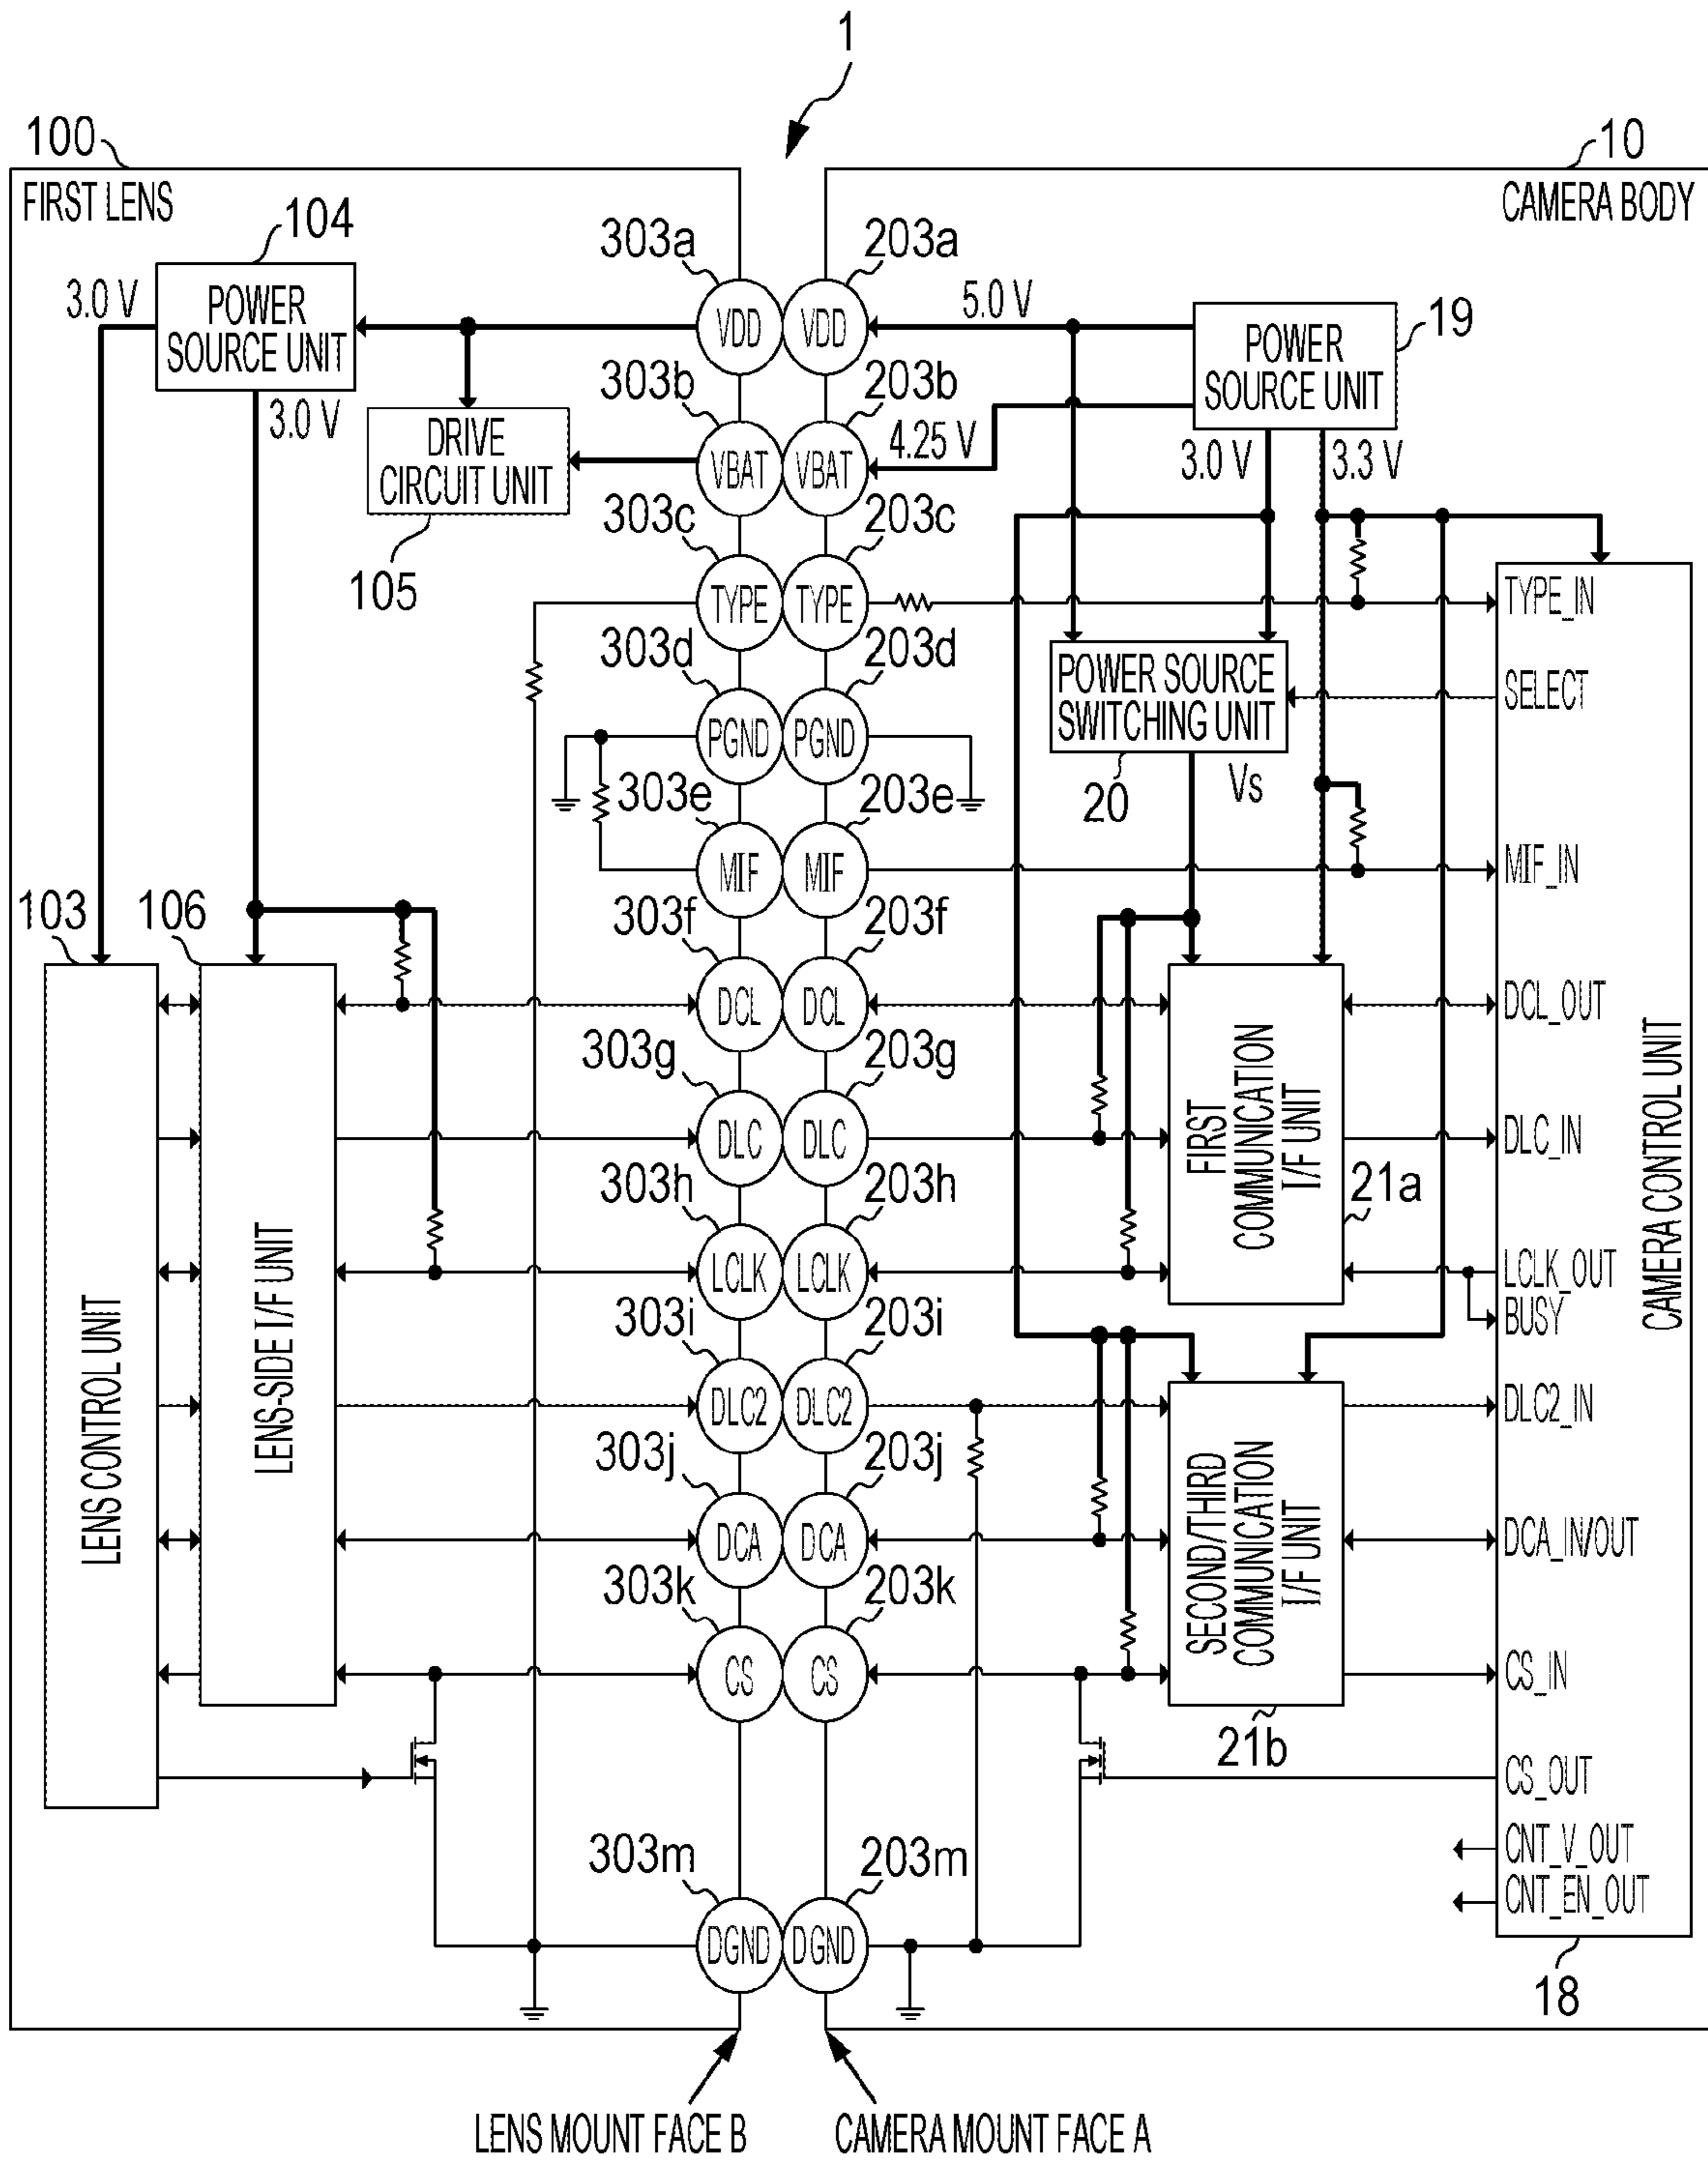 1
100
10
FIRST LENS
CAMERA BODY
104
303a
203a
3.0 V
POWER
SOURCE UNIT
VDD
VDD
5.0 V
POWER
SOURCE UNIT
19
303b
203b
3.0 V
DRIVE
CIRCUIT UNIT
VBAT
VBAT
4.25 V
3.0 V
3.3 V
105
303c
203c
TYPE
TYPE
TYPE_IN
303d
203d
POWER SOURCE
SWITCHING UNIT
SELECT
PGND
PGND
20
Vs
303e
203e
MIF
MIF
MIF_IN
103
106
303f
203f
DCL
DCL
DCL_OUT
303g
203g
DLC
DLC
FIRST
COMMUNICATION
I/F UNIT
DLC_IN
CAMERA CONTROL UNIT
21a
303h
203h
LCLK
LCLK
LCLK_OUT
BUSY
LENS CONTROL UNIT
LENS-SIDE I/F UNIT
303i
203i
DLC2
DLC2
DLC2_IN
303j
203j
SECOND/THIRD
COMMUNICATION
I/F UNIT
DCA
DCA
DCA_IN/OUT
303k
203k
CS
CS
CS_IN
21b
CS_OUT
303m
203m
CNT_V_OUT
CNT_EN_OUT
DGND
DGND
18
LENS MOUNT FACE B
CAMERA MOUNT FACE A